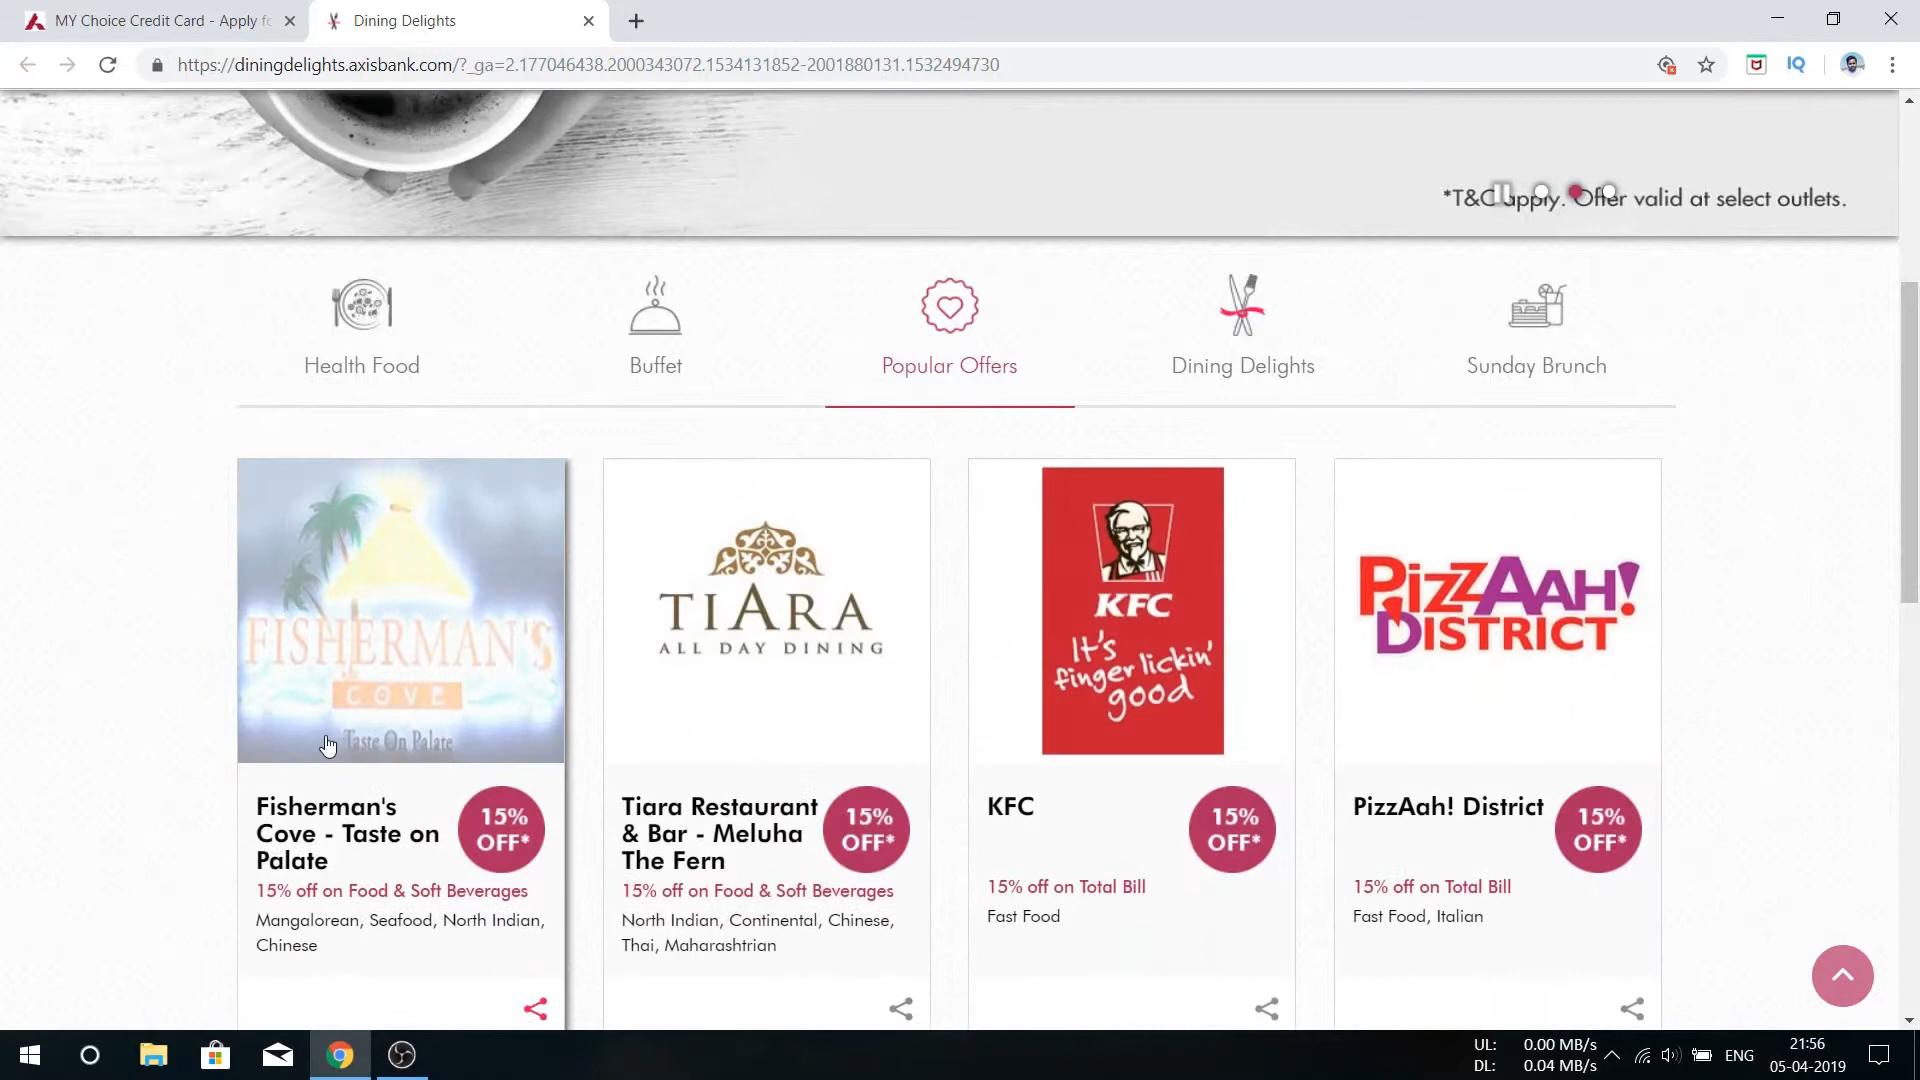 MY Choice Credit Card - Apply fo
Dining Delights
https://diningdelights.axisbank.com/?_ga=2.177046438.2000343072.1534131852-2001880131.1532494730
IQ
*T&C apply. Offer valid at select outlets.
Health Food
Buffet
Popular Offers
Dining Delights
Sunday Brunch
FISHERMAN'S
COVE
Taste On Palate
TIARA
ALL DAY DINING
KFC
It's
finger lickin'
good
PizzAah!
District
Fisherman's
Cove - Taste on
Palate
15%
OFF*
15% off on Food & Soft Beverages
Mangalorean, Seafood, North Indian,
Chinese
Tiara Restaurant
& Bar - Meluha
The Fern
15%
OFF*
15% off on Food & Soft Beverages
North Indian, Continental, Chinese,
Thai, Maharashtrian
KFC
15%
OFF*
15% off on Total Bill
Fast Food
PizzAah! District
15%
OFF*
15% off on Total Bill
Fast Food, Italian
UL: 0.00 MB/s
DL: 0.04 MB/s
ENG
21:56
05-04-2019